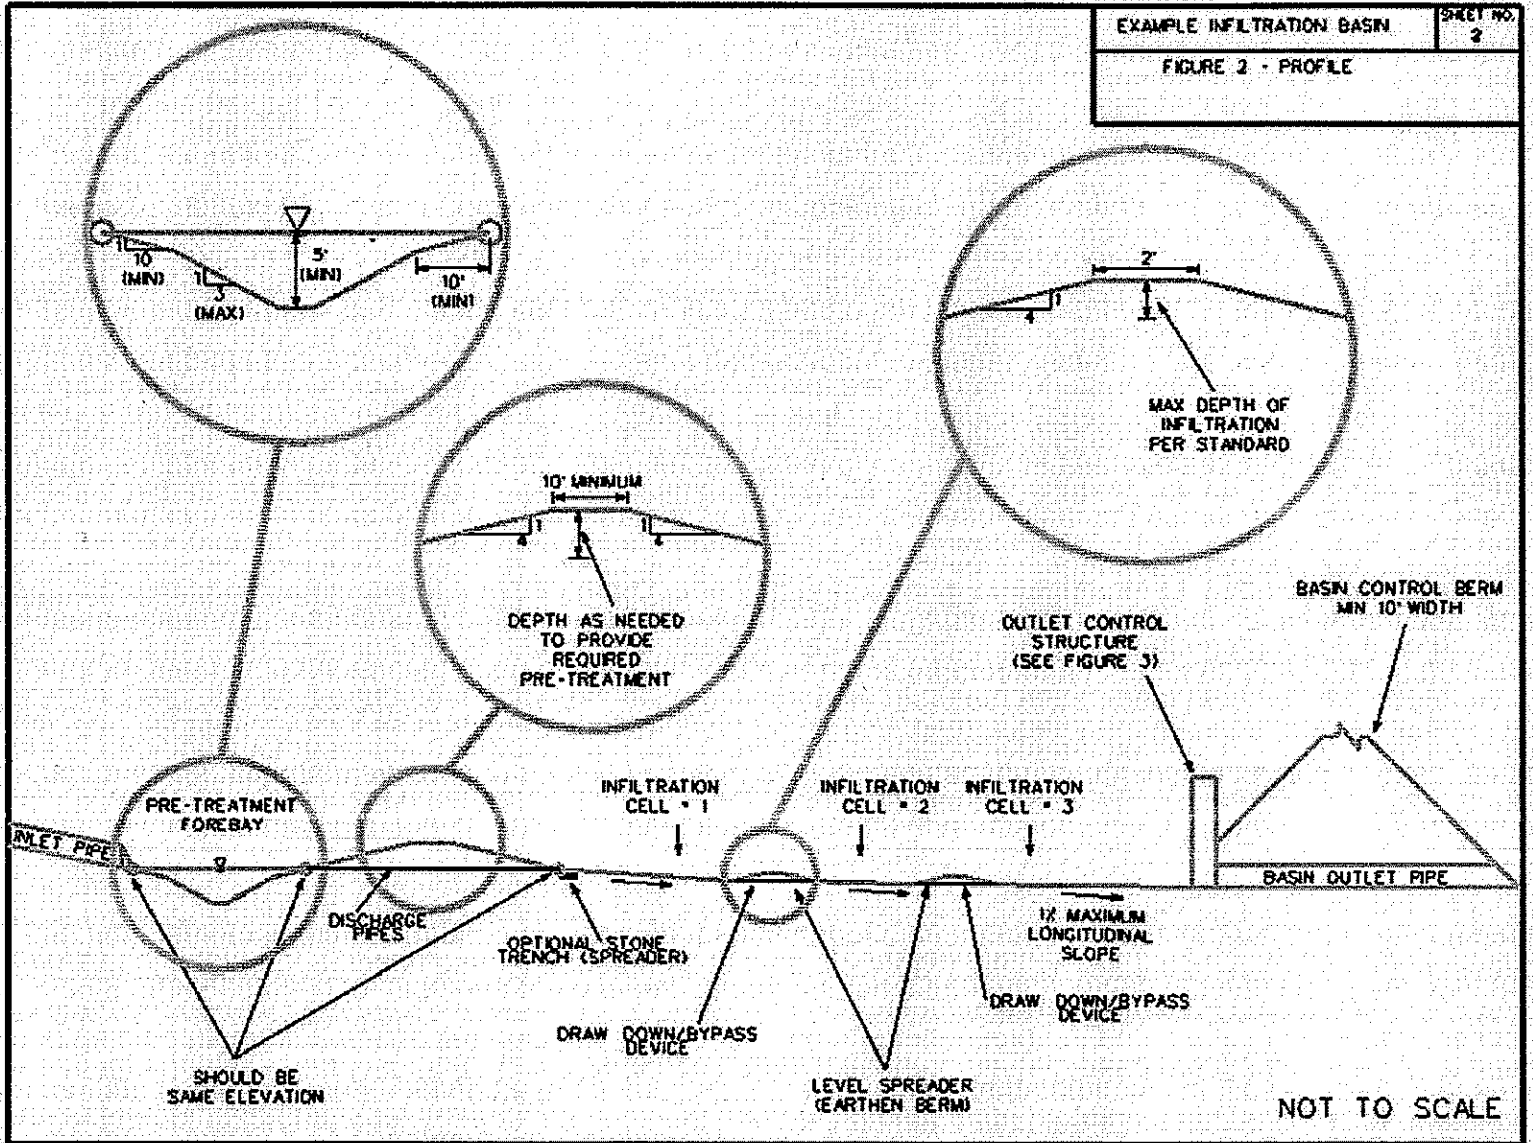 EXAMPLE INFILTRATION BASIN
SHEET NO.
2
FIGURE 2 - PROFILE
1
10
(MIN)
1
3
(MAX)
5'
(MIN)
10'
(MIN)
2'
1
4
MAX DEPTH OF
INFILTRATION
PER STANDARD
10' MINIMUM
1
4
1
4
DEPTH AS NEEDED
TO PROVIDE
REQUIRED
PRE-TREATMENT
BASIN CONTROL BERM
MIN 10' WIDTH
OUTLET CONTROL
STRUCTURE
(SEE FIGURE 3)
INLET PIPE
PRE-TREATMENT
FOREBAY
INFILTRATION
CELL # 1
INFILTRATION
CELL # 2
INFILTRATION
CELL # 3
BASIN OUTLET PIPE
DISCHARGE
PIPES
OPTIONAL STONE
TRENCH (SPREADER)
1% MAXIMUM
LONGITUDINAL
SLOPE
DRAW DOWN/BYPASS
DEVICE
DRAW DOWN/BYPASS
DEVICE
SHOULD BE
SAME ELEVATION
LEVEL SPREADER
(EARTHEN BERM)
NOT TO SCALE